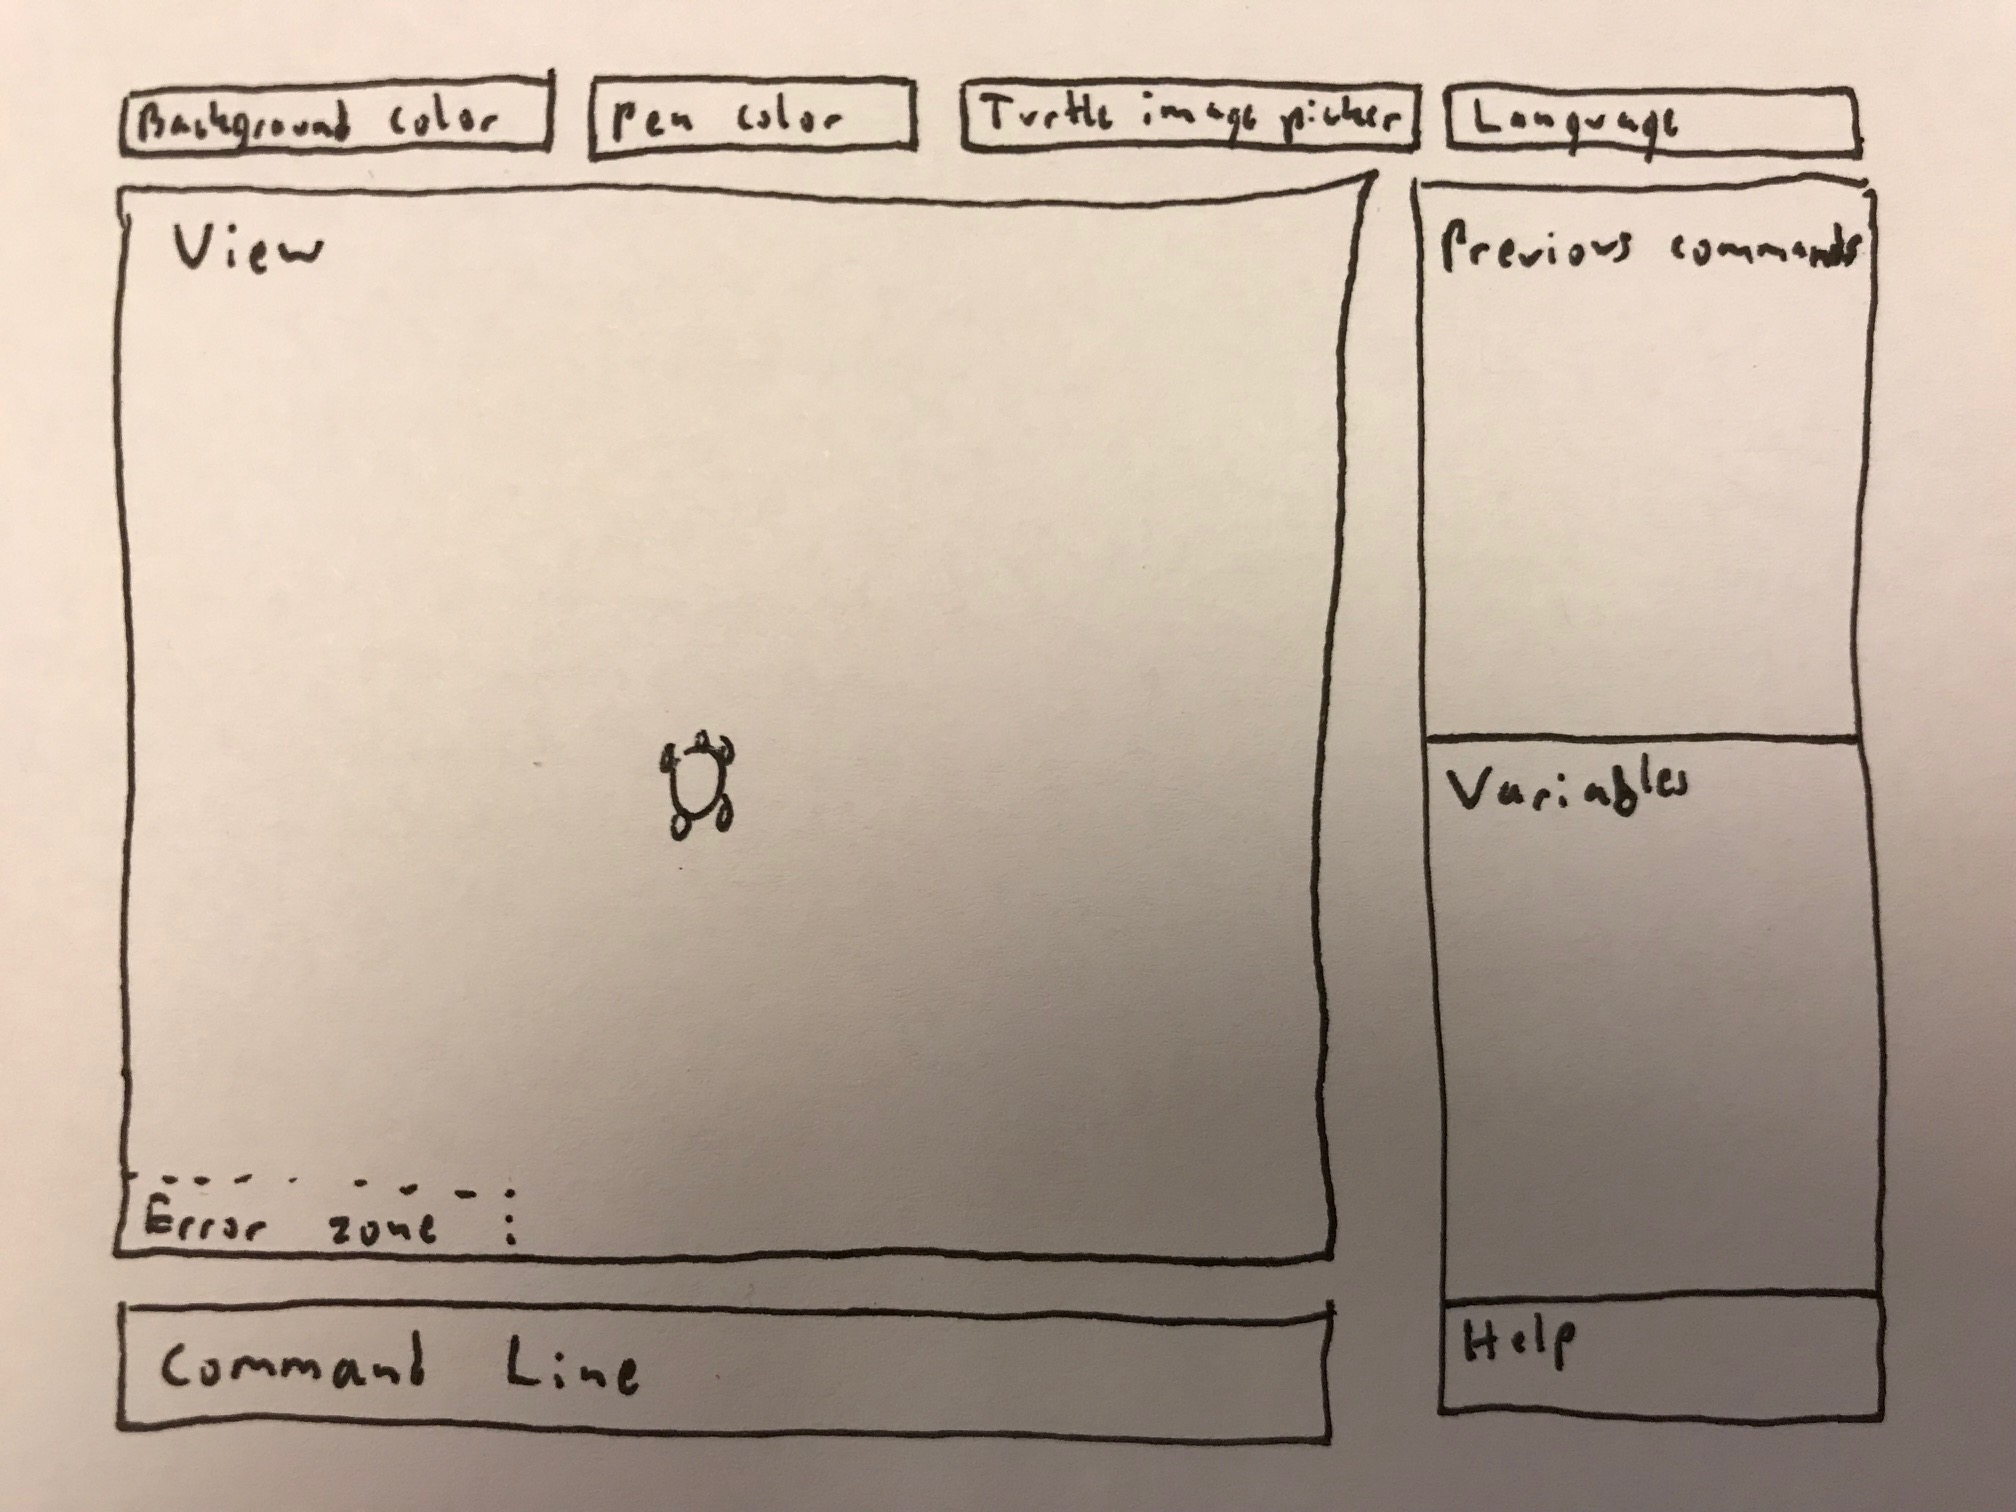 Background color
Pen color
Turtle image picker
Language
View
Previous commands
Variables
Error zone
Command Line
Help